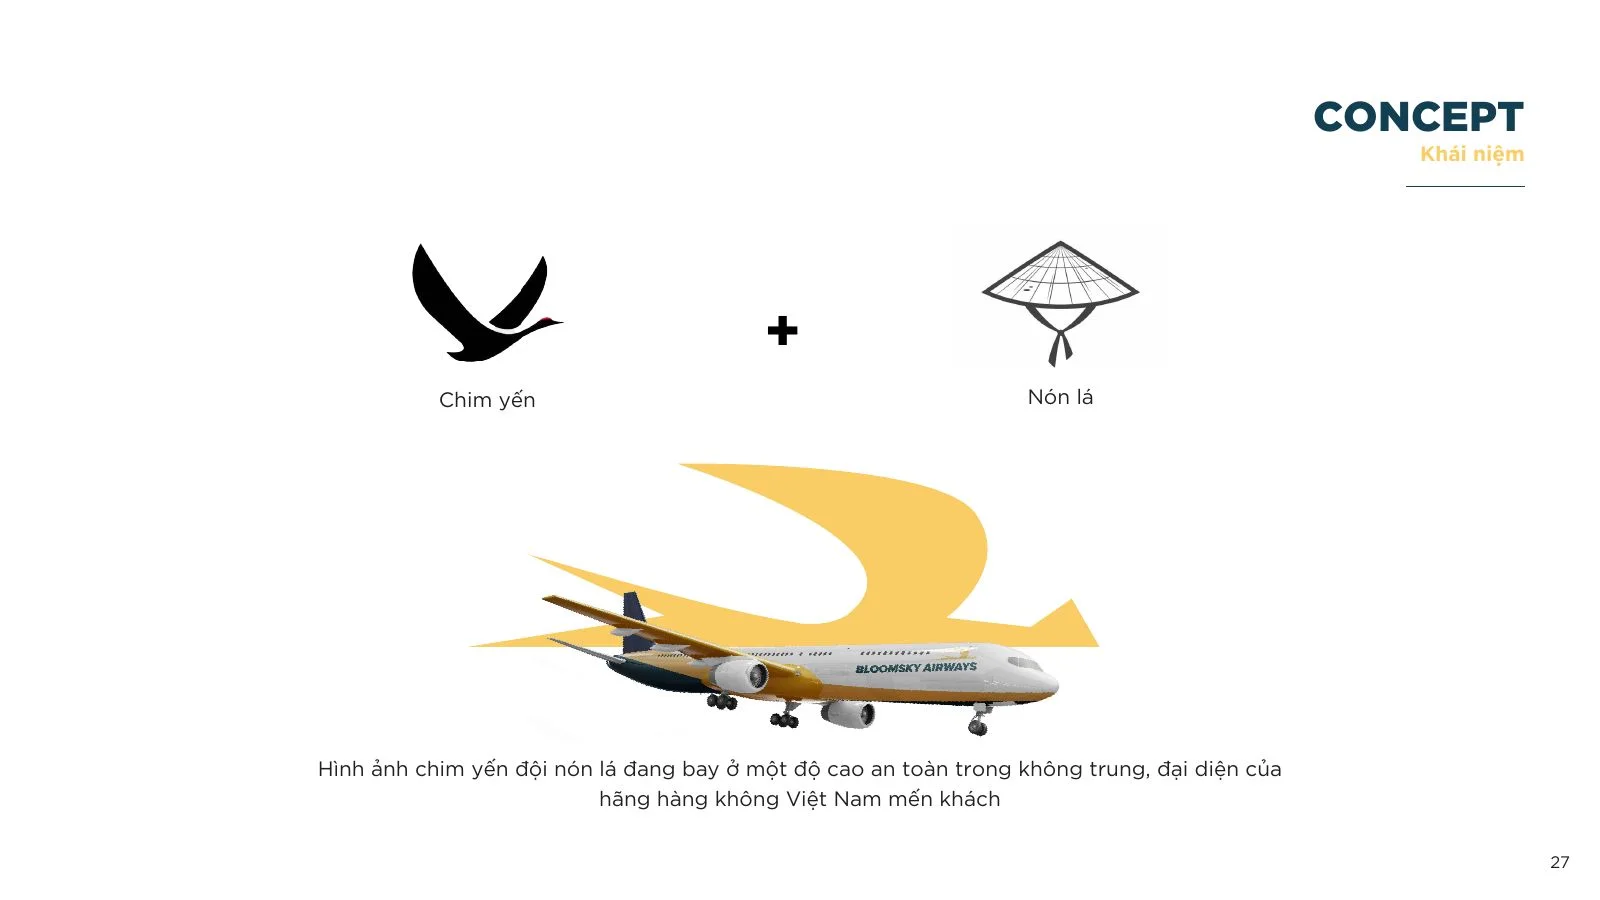 CONCEPT
Khái niệm
Chim yến
+
Nón lá
BLOOMSKY AIRWAYS
Hình ảnh chim yến đội nón lá đang bay ở một độ cao an toàn trong không trung, đại diện của
hãng hàng không Việt Nam mến khách
27